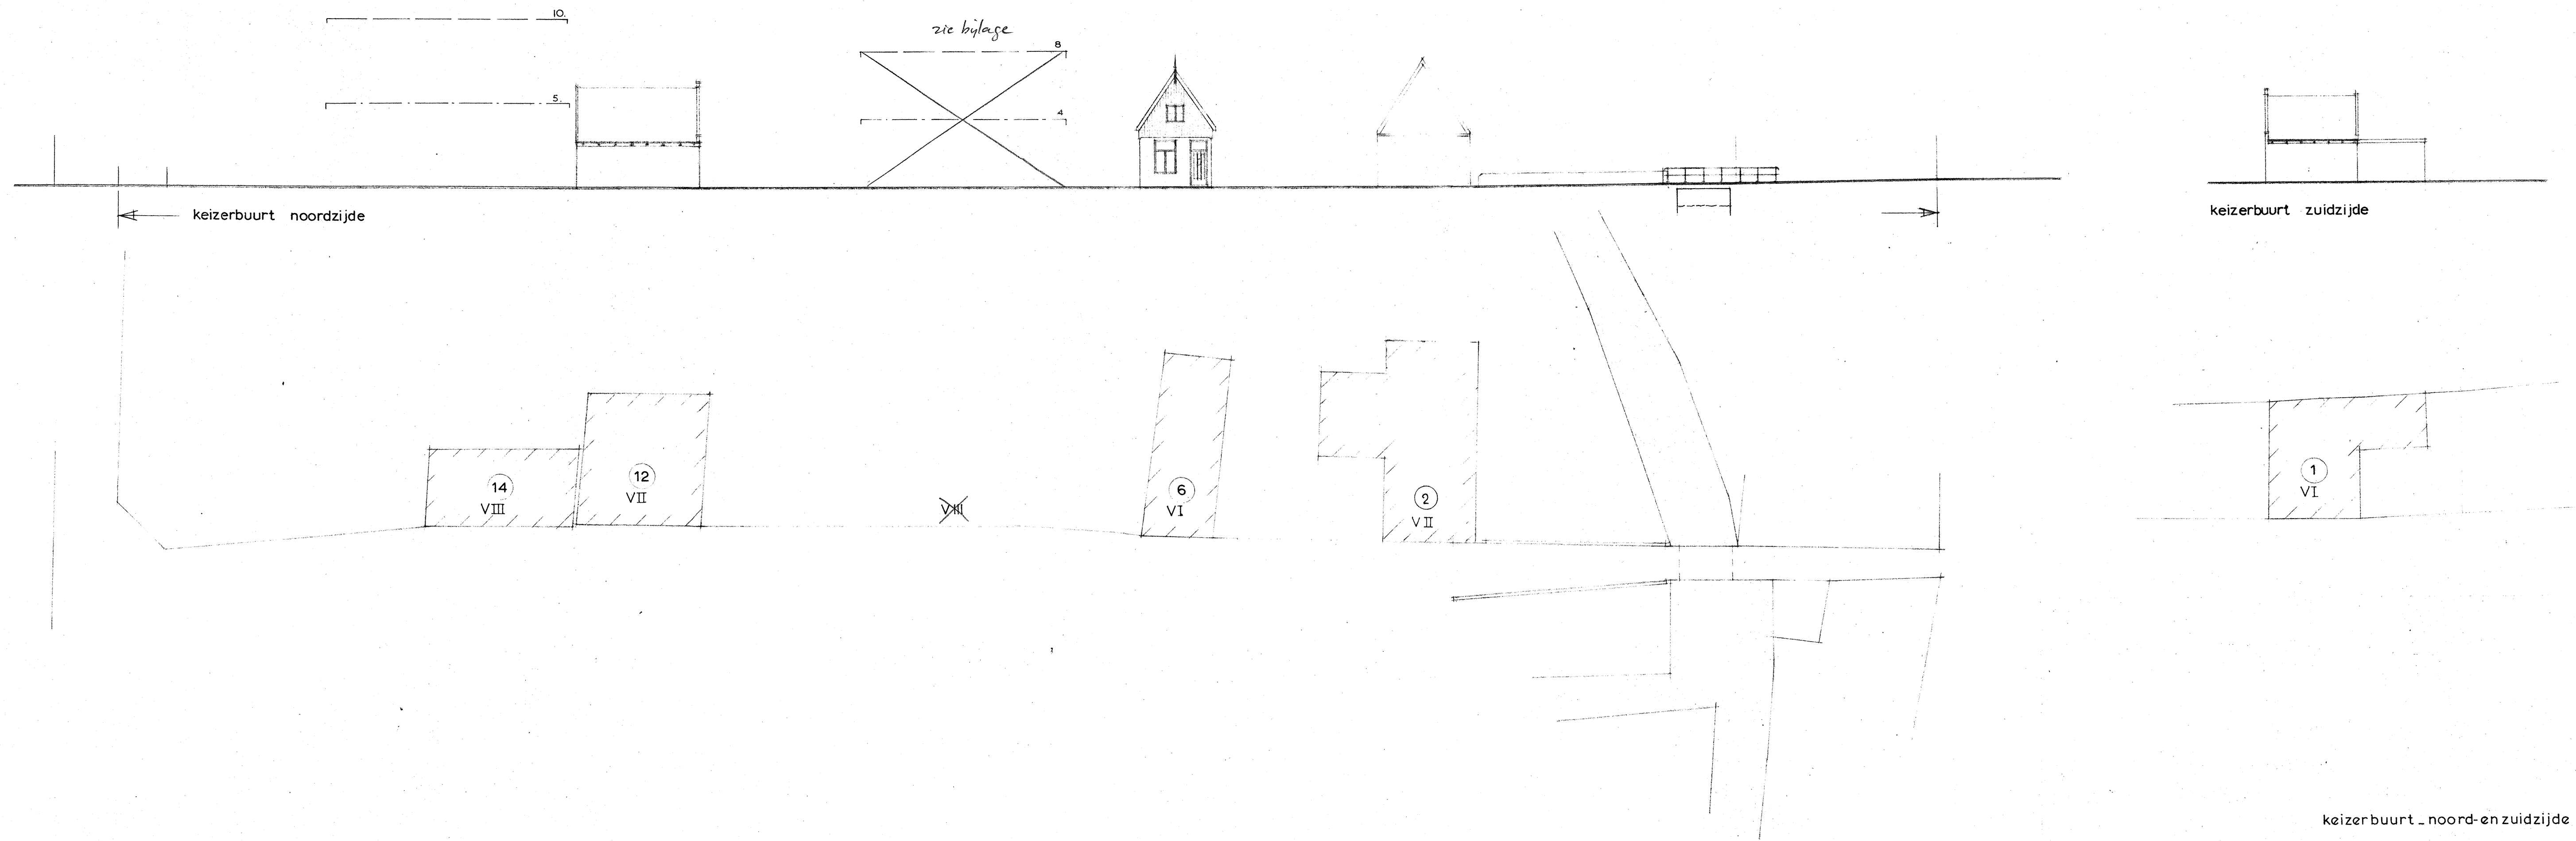 10.
zie bijlage
8
5.
4
keizerbuurt noordzijde
keizerbuurt zuidzijde
14
VIII
12
VII
VIII
6
VI
2
VII
1
VI
keizerbuurt_noord-en zuidzijde